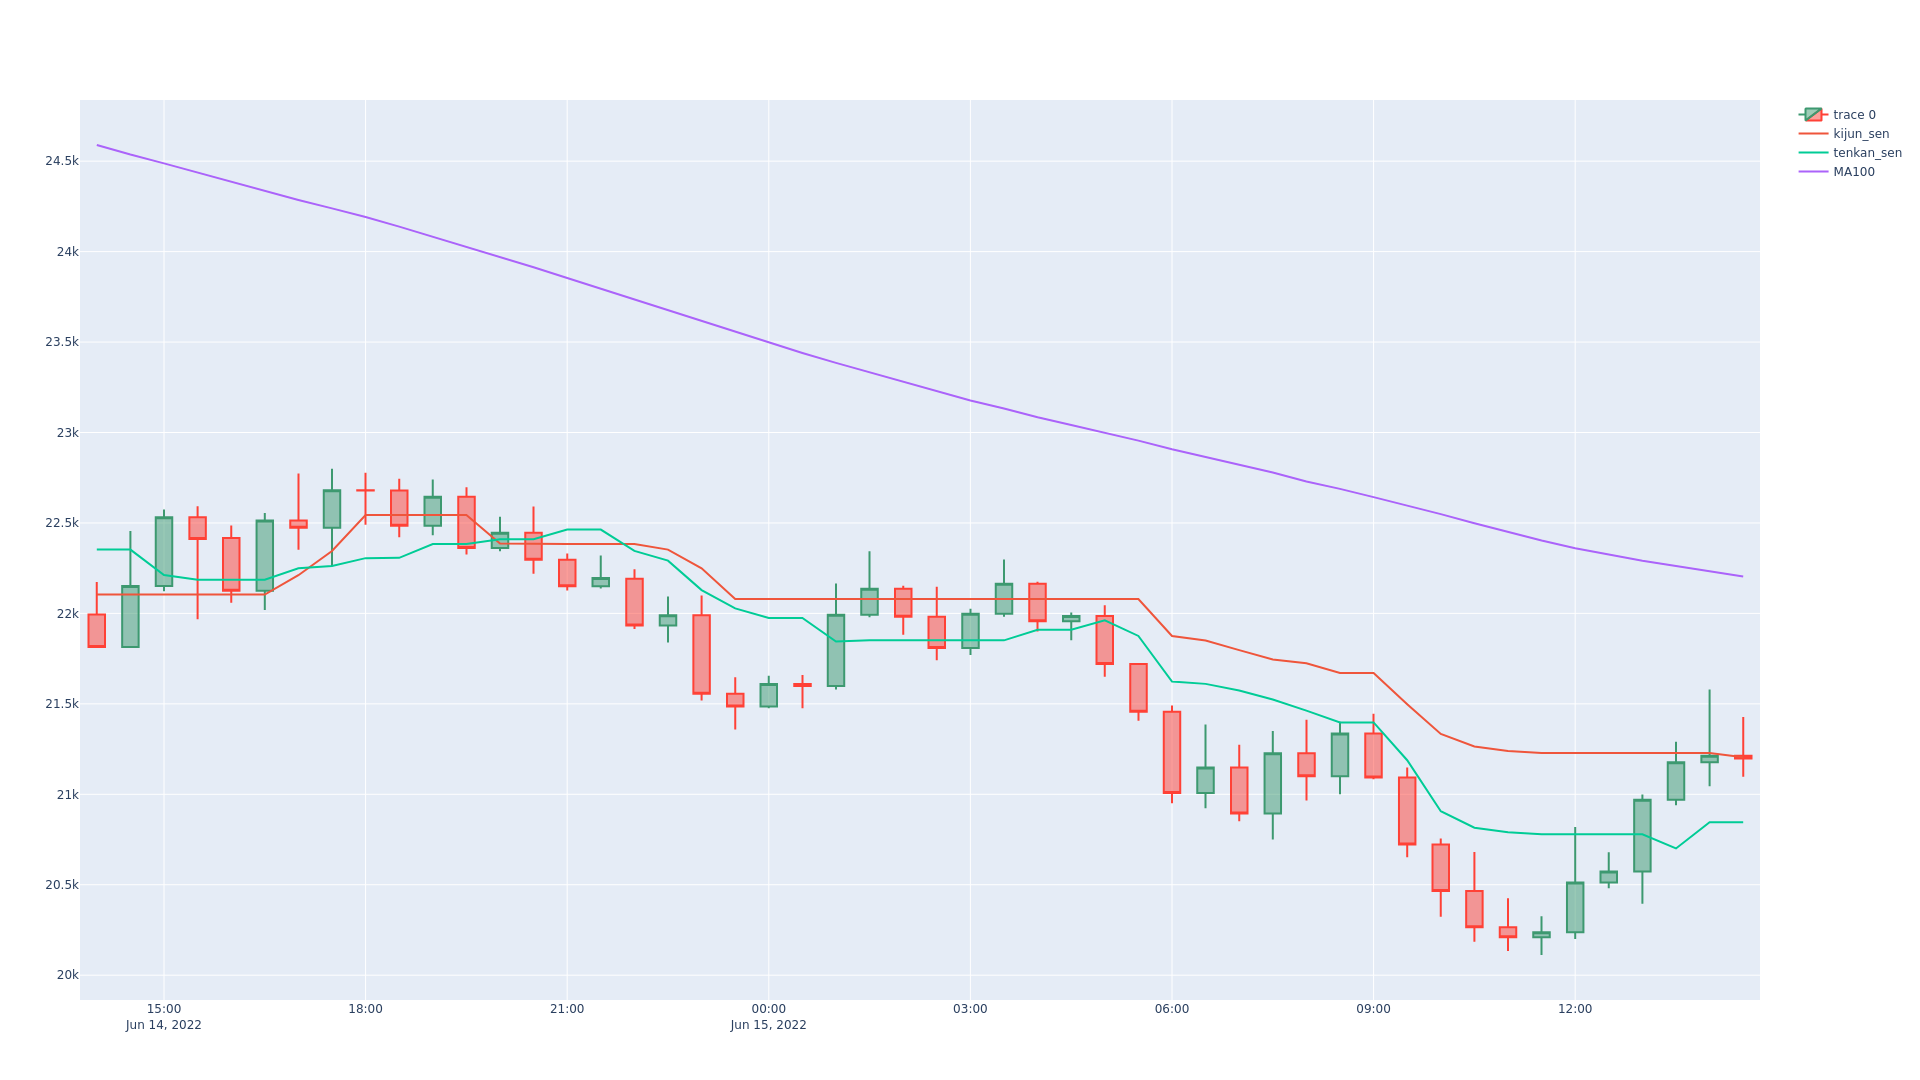 trace 0
kijun_sen
tenkan_sen
MA100
24.5k
24k
23.5k
23k
22.5k
22k
21.5k
21k
20.5k
20k
15:00 18:00 21:00 00:00 03:00 06:00 09:00 12:00
Jun 14, 2022 Jun 15, 2022